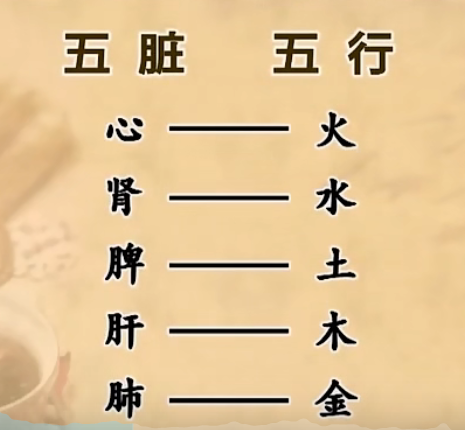 五脏 五行
心 —— 火
肾 —— 水
脾 —— 土
肝 —— 木
肺 —— 金